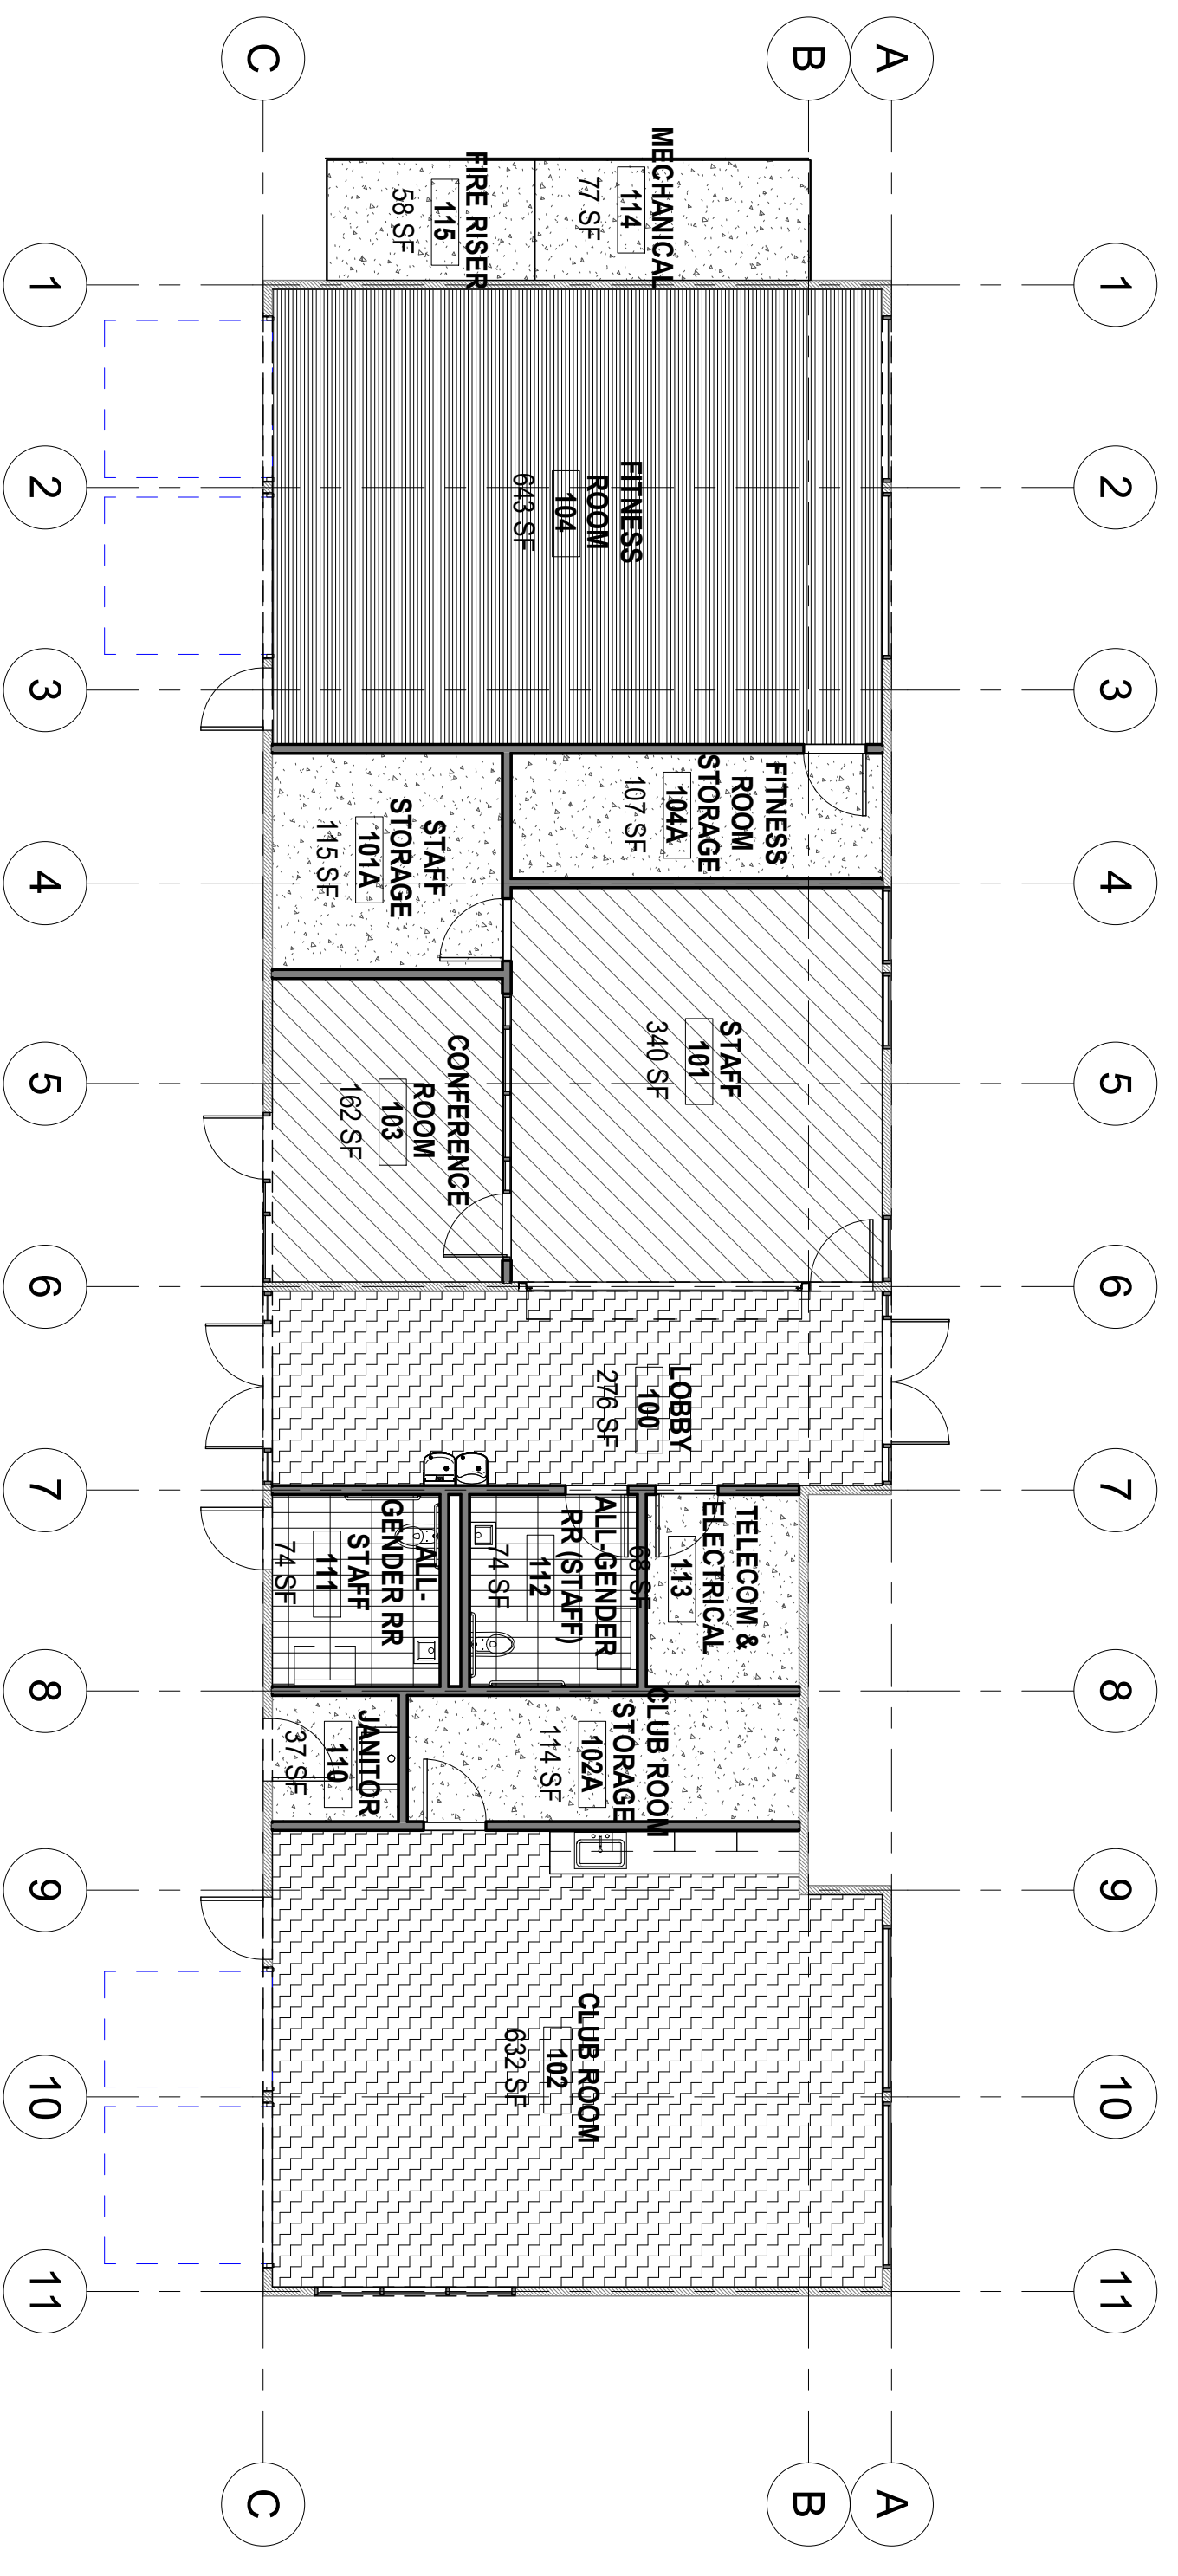 A
B
C
1
2
3
4
5
6
7
8
9
10
11
MECHANICAL
114
77 SF
FIRE RISER
115
58 SF
FITNESS
ROOM
104
643 SF
FITNESS
ROOM
STORAGE
104A
107 SF
STAFF
STORAGE
101A
115 SF
STAFF
101
340 SF
CONFERENCE
ROOM
103
162 SF
LOBBY
100
276 SF
TELECOM &
ELECTRICAL
113
68 SF
ALL-GENDER
RR (STAFF)
112
74 SF
ALL-
GENDER RR
STAFF
111
74 SF
CLUB ROOM
STORAGE
102A
114 SF
JANITOR
110
37 SF
CLUB ROOM
102
632 SF
1
2
3
4
5
6
7
8
9
10
11
A
B
C